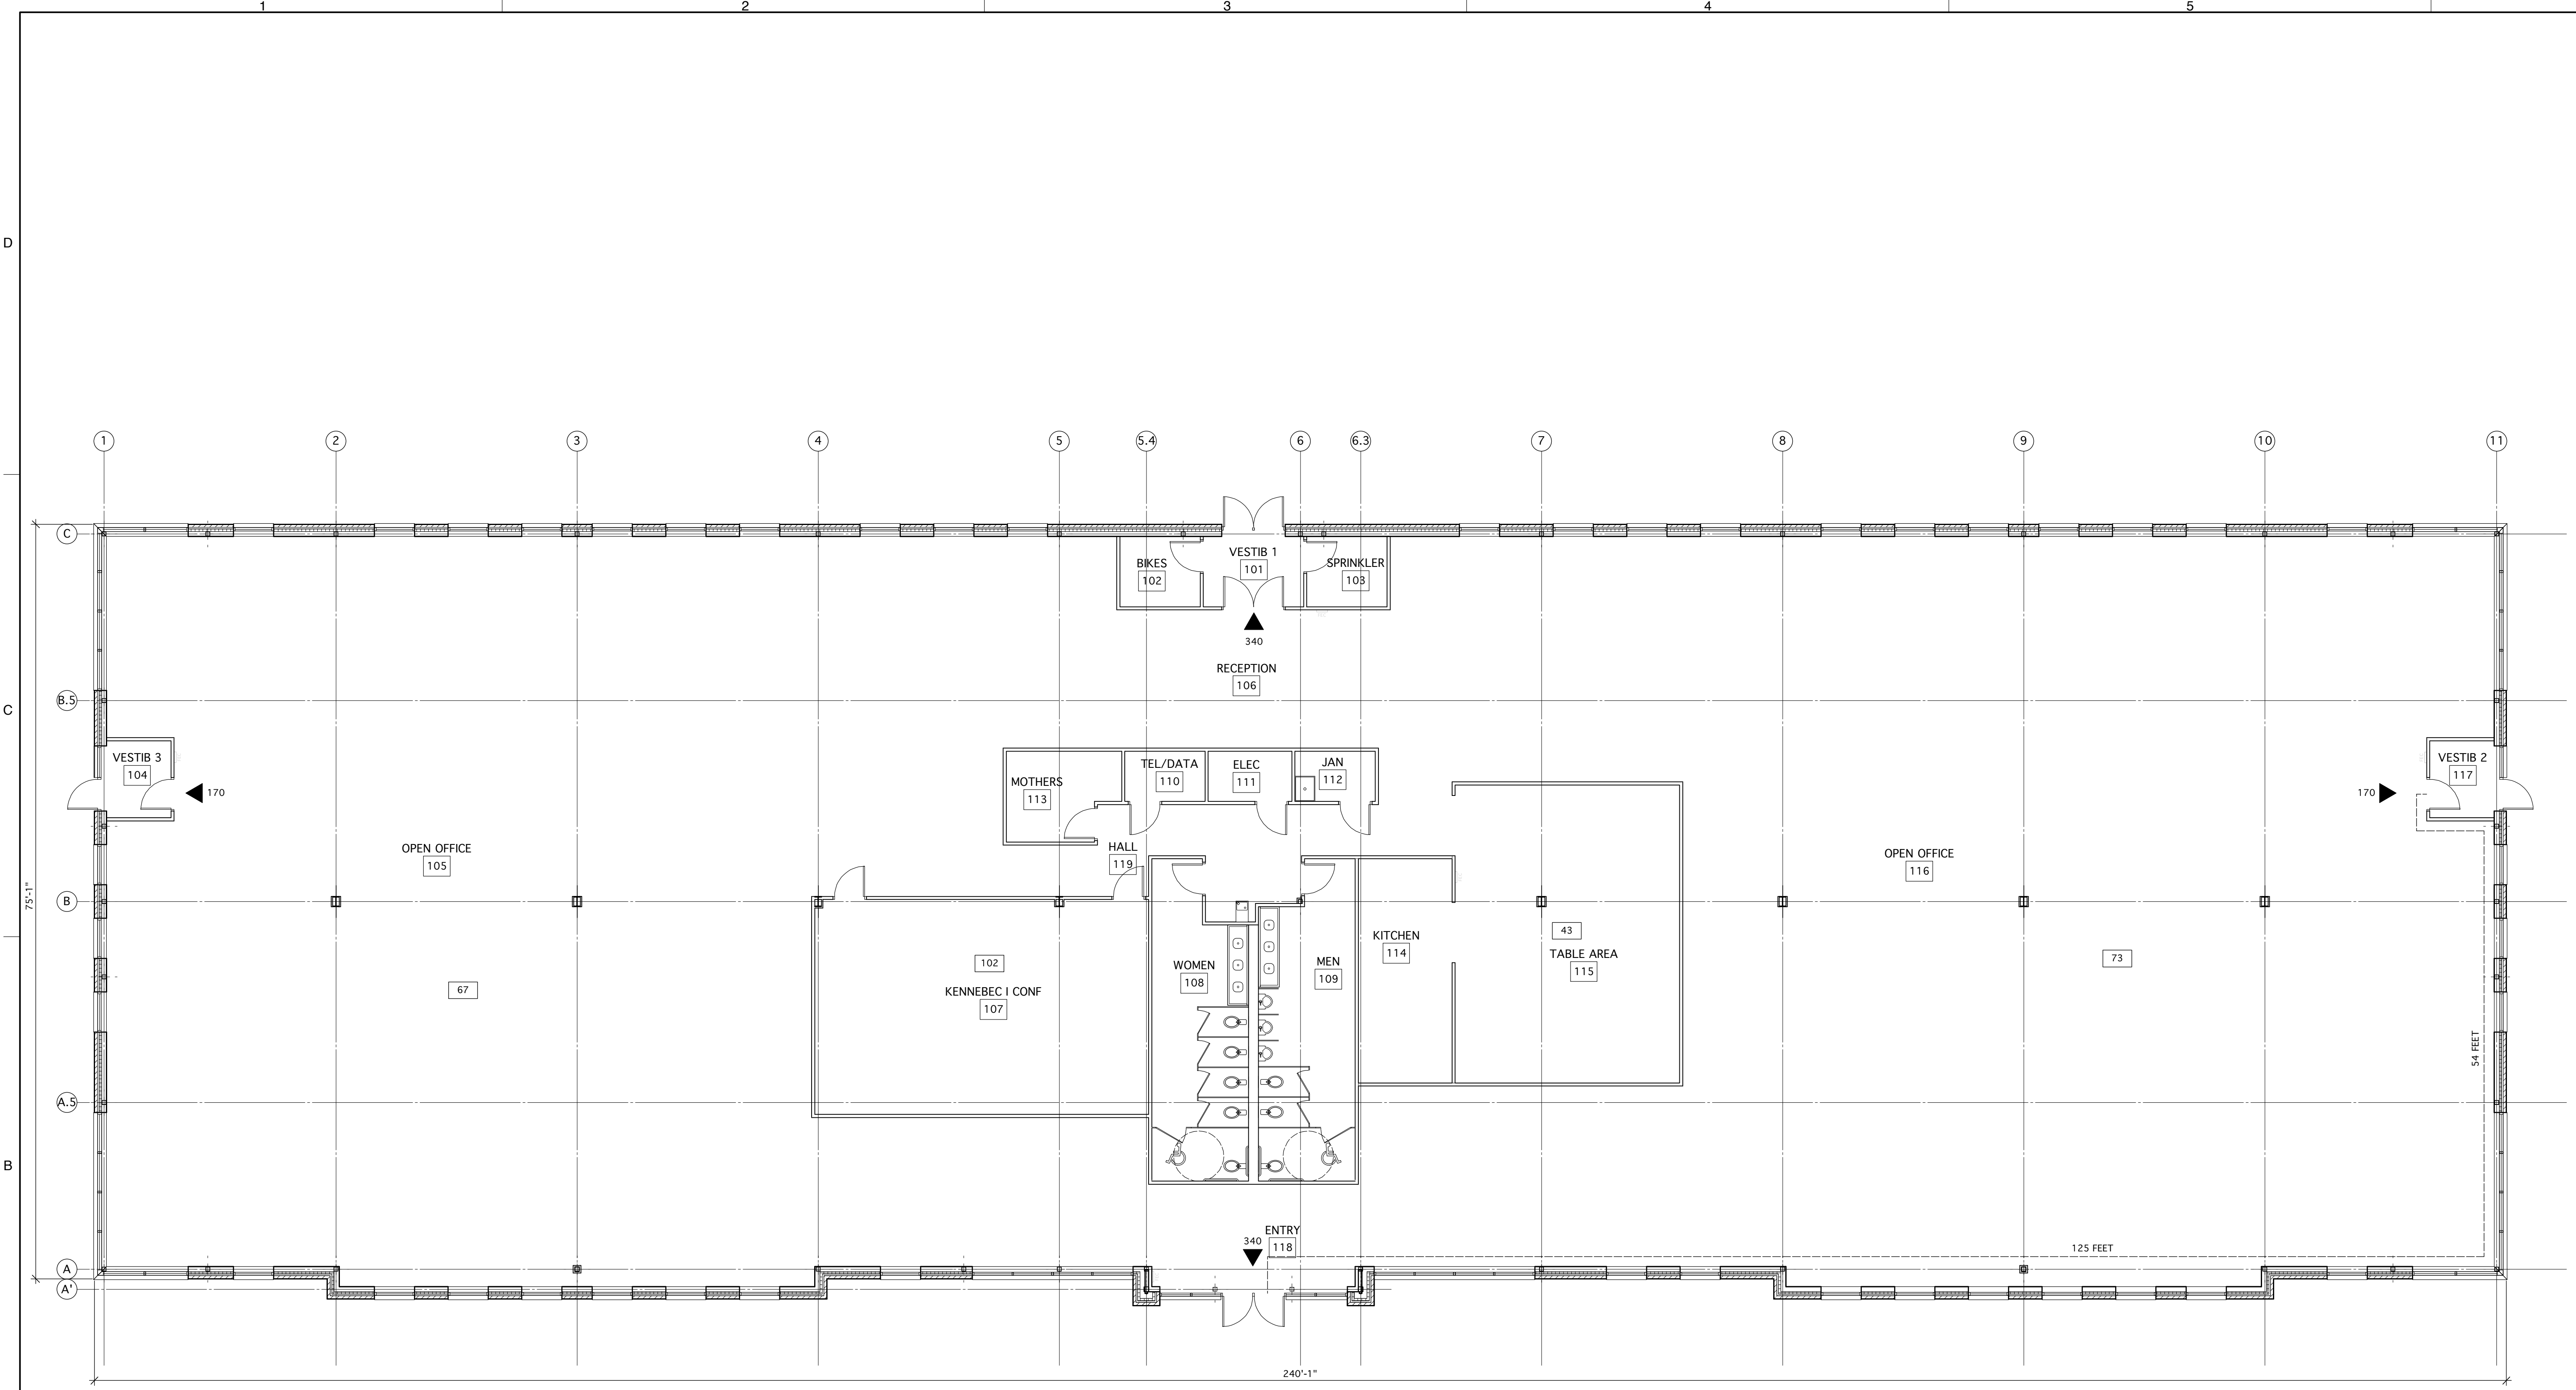 1 2 3 4 5
D
1 2 3 4 5 5.4 6 6.3 7 8 9 10 11
C
VESTIB 1
101
BIKES
102
SPRINKLER
103
340
RECEPTION
106
B.5
C
VESTIB 3
104
170
MOTHERS
113
TEL/DATA
110
ELEC
111
JAN
112
VESTIB 2
117
170
OPEN OFFICE
105
HALL
119
OPEN OFFICE
116
75'-1"
B
43
KITCHEN
114
TABLE AREA
115
73
102
67
KENNEBEC I CONF
107
WOMEN
108
MEN
109
54 FEET
A.5
B
ENTRY
118
340
125 FEET
A
A'
240'-1"